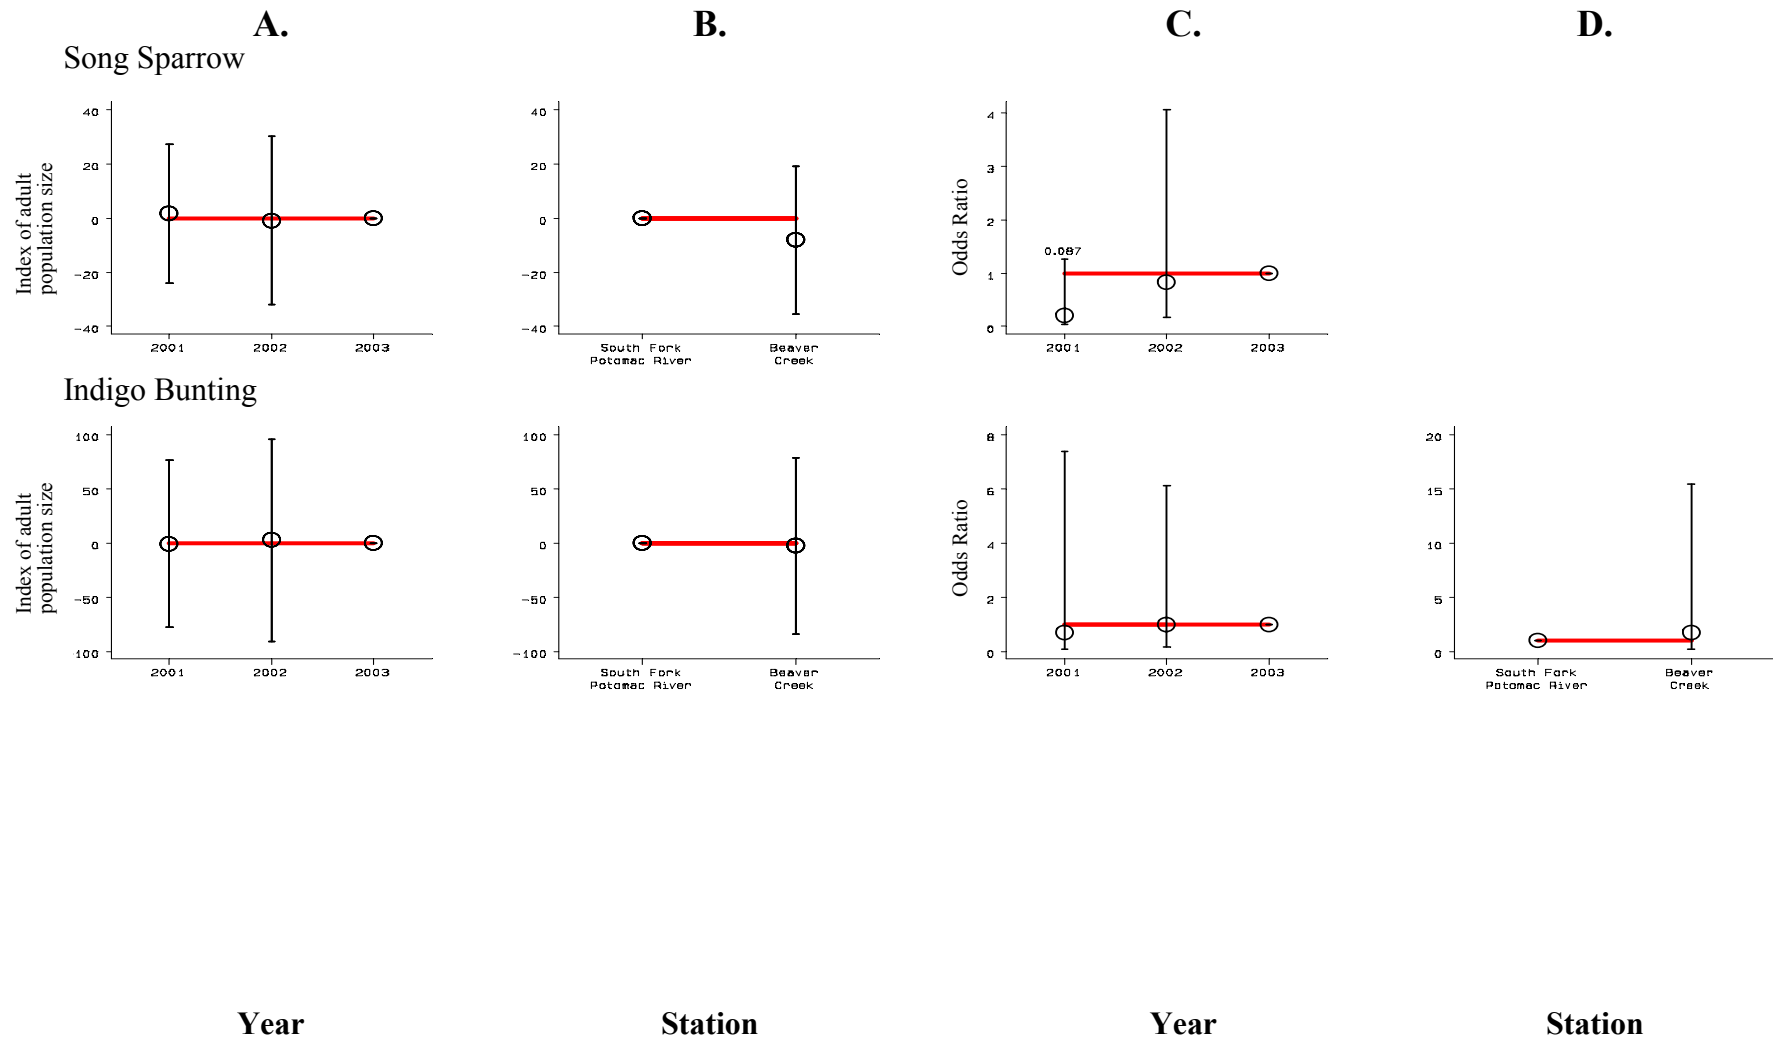 A. B. C. D.
Song Sparrow
Index of adult
population size
40
20
0
-20
-40
2001 2002 2003
40
20
0
-20
-40
South Fork
Potomac River
Beaver
Creek
Odds Ratio
4
3
2
1
0
0.087
2001 2002 2003
Indigo Bunting
Index of adult
population size
100
50
0
-50
100
2001 2002 2003
100
50
0
-50
-100
South Fork
Potomac River
Beaver
Creek
Odds Ratio
8
6
4
2
0
2001 2002 2003
20
15
10
5
0
South Fork
Potomac River
Beaver
Creek
Year Station Year Station